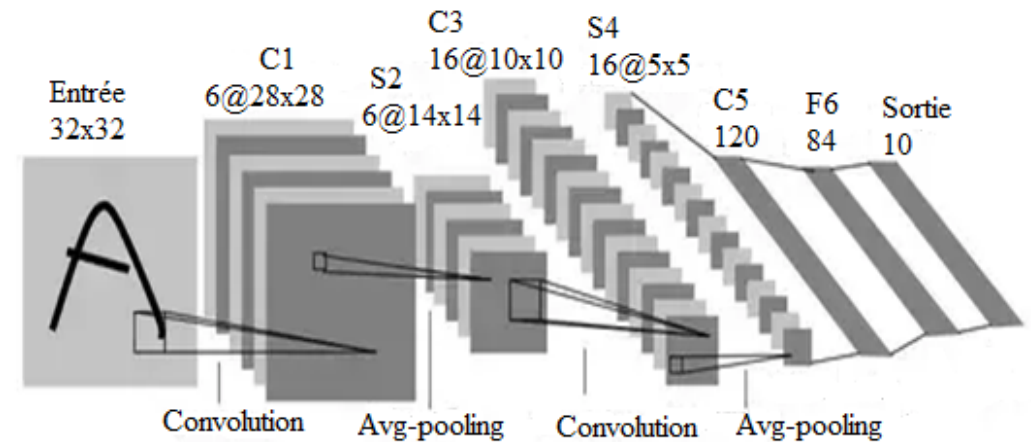 Entrée
32x32
C1
6@28x28
S2
6@14x14
C3
16@10x10
S4
16@5x5
C5
120
F6
84
Sortie
10
A
Convolution
Avg-pooling
Convolution
Avg-pooling